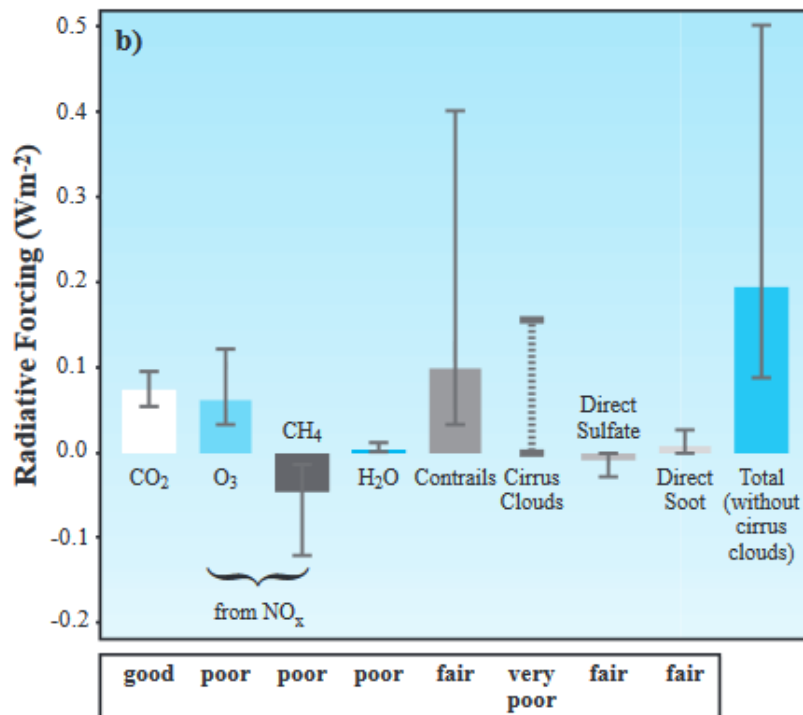 b)
Radiative Forcing (Wm-2)
0.5
0.4
0.3
0.2
0.1
0.0
-0.1
-0.2
CO2
O3
CH4
from NOx
H2O
Contrails
Cirrus
Clouds
Direct
Sulfate
Direct
Soot
Total
(without
cirrus
clouds)
good poor poor poor fair very poor fair fair